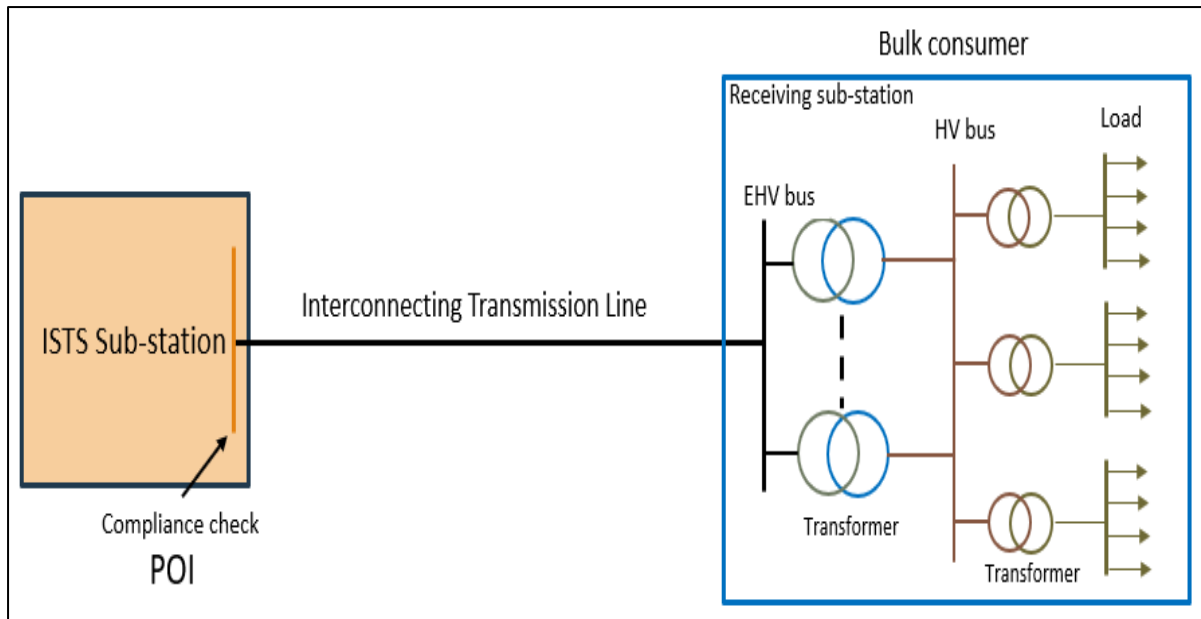 Bulk consumer
Receiving sub-station
HV bus
Load
EHV bus
Interconnecting Transmission Line
ISTS Sub-station
Compliance check
POI
Transformer
Transformer